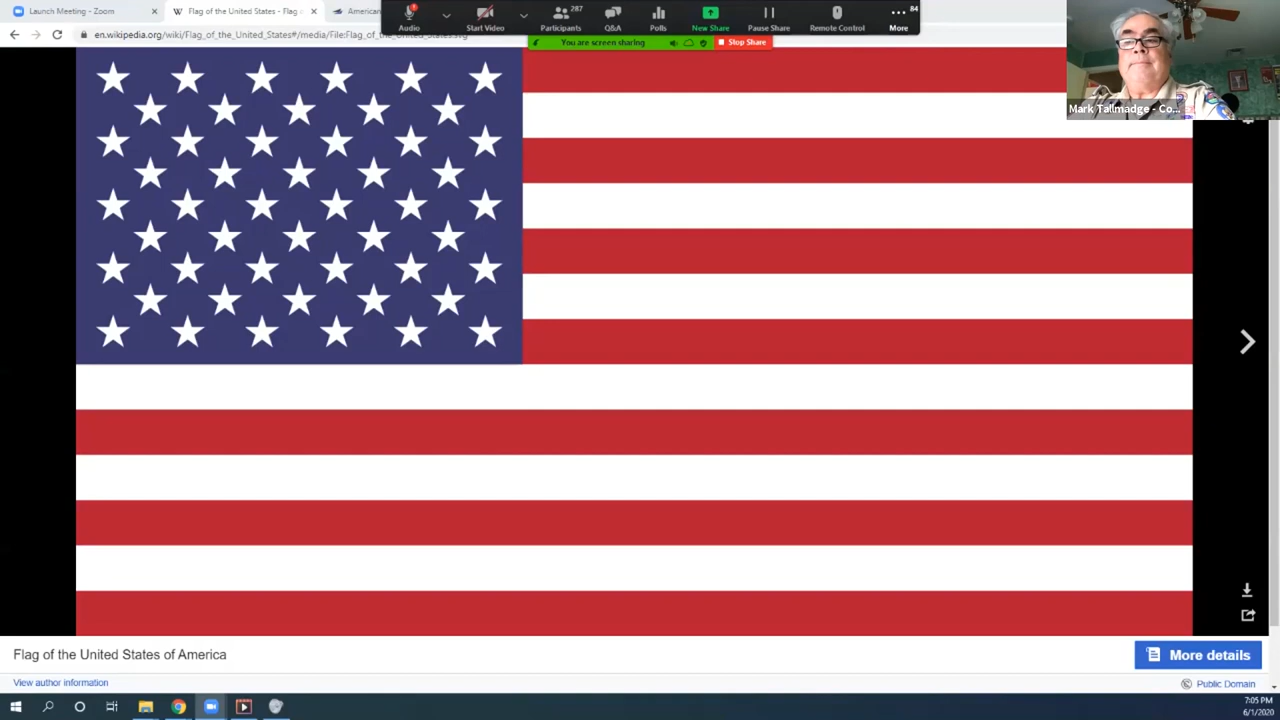 Launch Meeting - Zoom
Flag of the United States - Flag o
American
en.wikipedia.org/wiki/Flag_of_the_United_States#/media/File:Flag_of_the_United_States.svg
Audio
Start Video
Participants
287
Q&A
Polls
New Share
Pause Share
Remote Control
More
84
You are screen sharing
Stop Share
Mark Tallmadge - Co...
Flag of the United States of America
More details
View author information
Public Domain
7:05 PM
6/1/2020